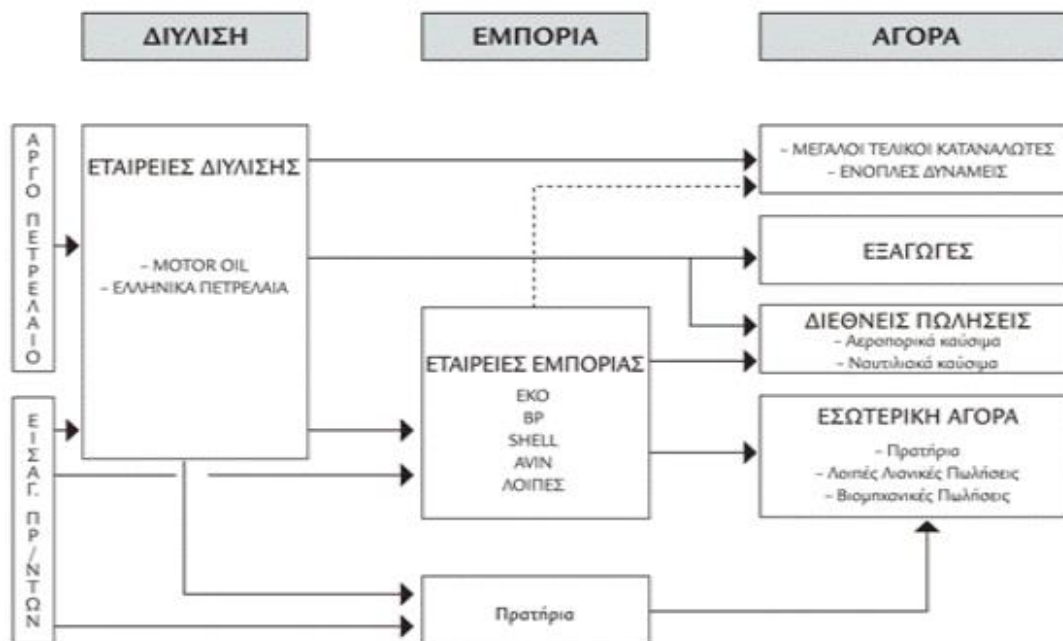 ΔΙΥΛΙΣΗ
ΕΜΠΟΡΙΑ
ΑΓΟΡΑ
ΑΡΓΟ ΠΕΤΡΕΛΑΙΟ
ΕΤΑΙΡΕΙΕΣ ΔΙΥΛΙΣΗΣ
– MOTOR OIL
– ΕΛΛΗΝΙΚΑ ΠΕΤΡΕΛΑΙΑ
– ΜΕΓΑΛΟΙ ΤΕΛΙΚΟΙ ΚΑΤΑΝΑΛΩΤΕΣ
– ΕΝΟΠΛΕΣ ΔΥΝΑΜΕΙΣ
ΕΞΑΓΩΓΕΣ
ΔΙΕΘΝΕΙΣ ΠΩΛΗΣΕΙΣ
– Αεροπορικά καύσιμα
– Ναυτιλιακά καύσιμα
ΕΤΑΙΡΕΙΕΣ ΕΜΠΟΡΙΑΣ
ΕΚΟ
BP
SHELL
AVIN
ΛΟΙΠΕΣ
ΕΙΣΑΓ. ΠΡ/ΝΤΩΝ
ΕΣΩΤΕΡΙΚΗ ΑΓΟΡΑ
– Πρατήρια
– Λοιπές Λιανικές Πωλήσεις
– Βιομηχανικές Πωλήσεις
Πρατήρια